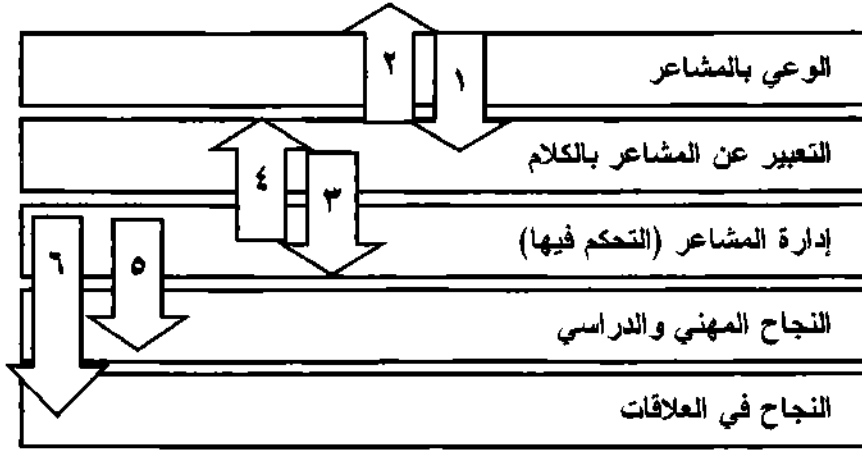 الوعي بالمشاعر
٢
١
التعبير عن المشاعر بالكلام
٤
٣
إدارة المشاعر (التحكم فيها)
٦
٥
النجاح المهني والدراسي
النجاح في العلاقات